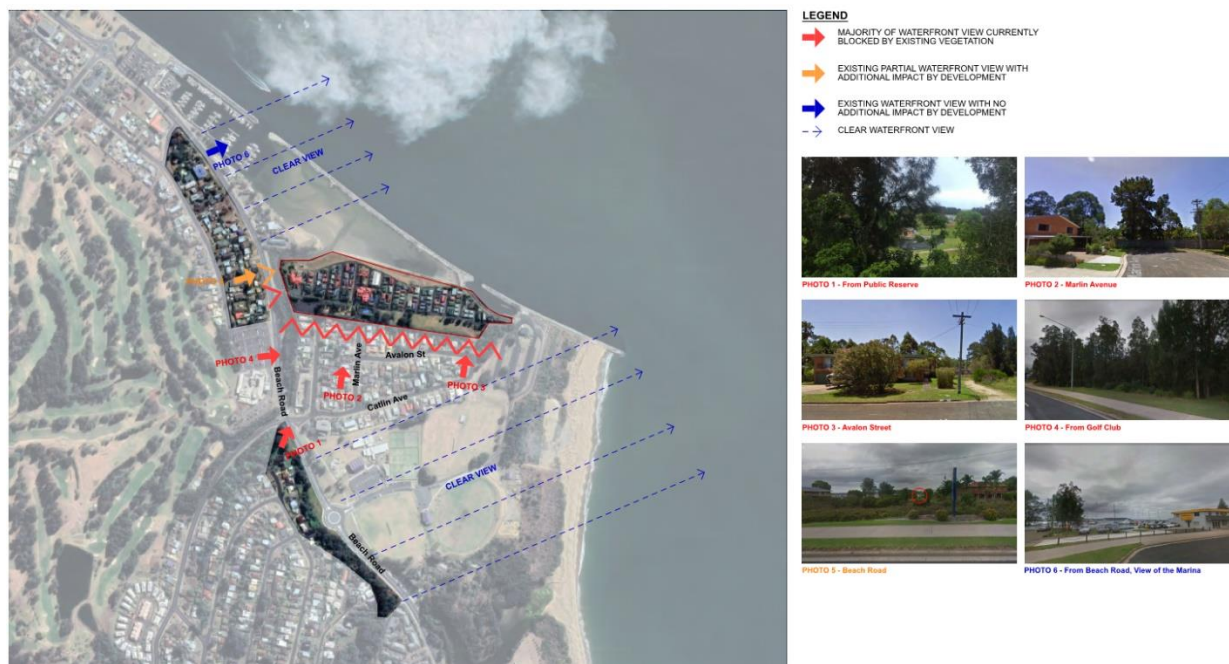 PHOTO 6
CLEAR VIEW
PHOTO 5
PHOTO 4
Beach Road
Marlin Ave
Avalon St
PHOTO 2
PHOTO 3
Catlin Ave
PHOTO 1
CLEAR VIEW
Beach Road
LEGEND
MAJORITY OF WATERFRONT VIEW CURRENTLY
BLOCKED BY EXISTING VEGETATION
EXISTING PARTIAL WATERFRONT VIEW WITH
ADDITIONAL IMPACT BY DEVELOPMENT
EXISTING WATERFRONT VIEW WITH NO
ADDITIONAL IMPACT BY DEVELOPMENT
CLEAR WATERFRONT VIEW
PHOTO 1 - From Public Reserve
PHOTO 2 - Marlin Avenue
PHOTO 3 - Avalon Street
PHOTO 4 - From Golf Club
PHOTO 5 - Beach Road
PHOTO 6 - From Beach Road, View of the Marina